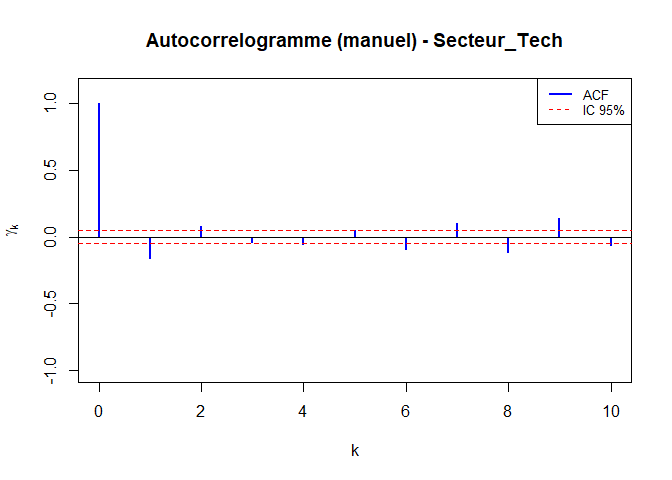 Autocorrelogramme (manuel) - Secteur_Tech
ACF
IC 95%
1.0
0.5
0.0
-0.5
-1.0
γk
0 2 4 6 8 10
k